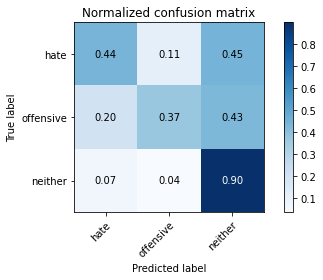 Normalized confusion matrix
True label
hate 0.44 0.11 0.45
offensive 0.20 0.37 0.43
neither 0.07 0.04 0.90
hate offensive neither
Predicted label
0.8
0.7
0.6
0.5
0.4
0.3
0.2
0.1